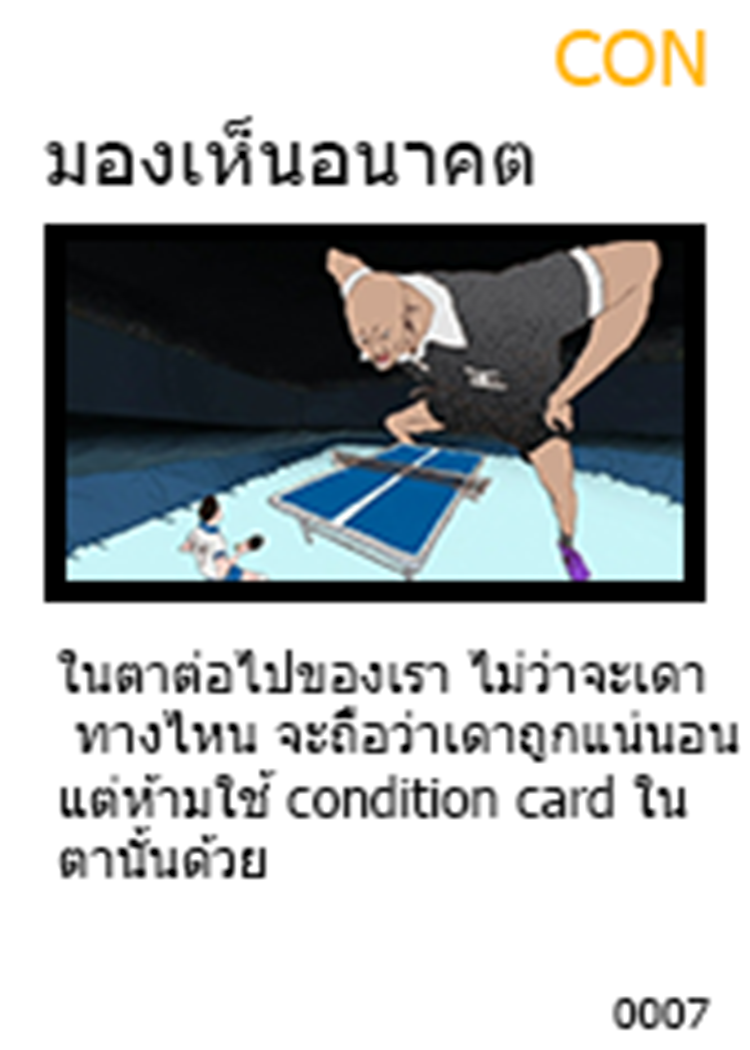 CON
มองเห็นอนาคต
ในตาต่อไปของเรา ไม่ว่าจะเดา
ทางไหน จะถือว่าเดาถูกแน่นอน
แต่ห้ามใช้ condition card ใน
ตานั้นด้วย
0007